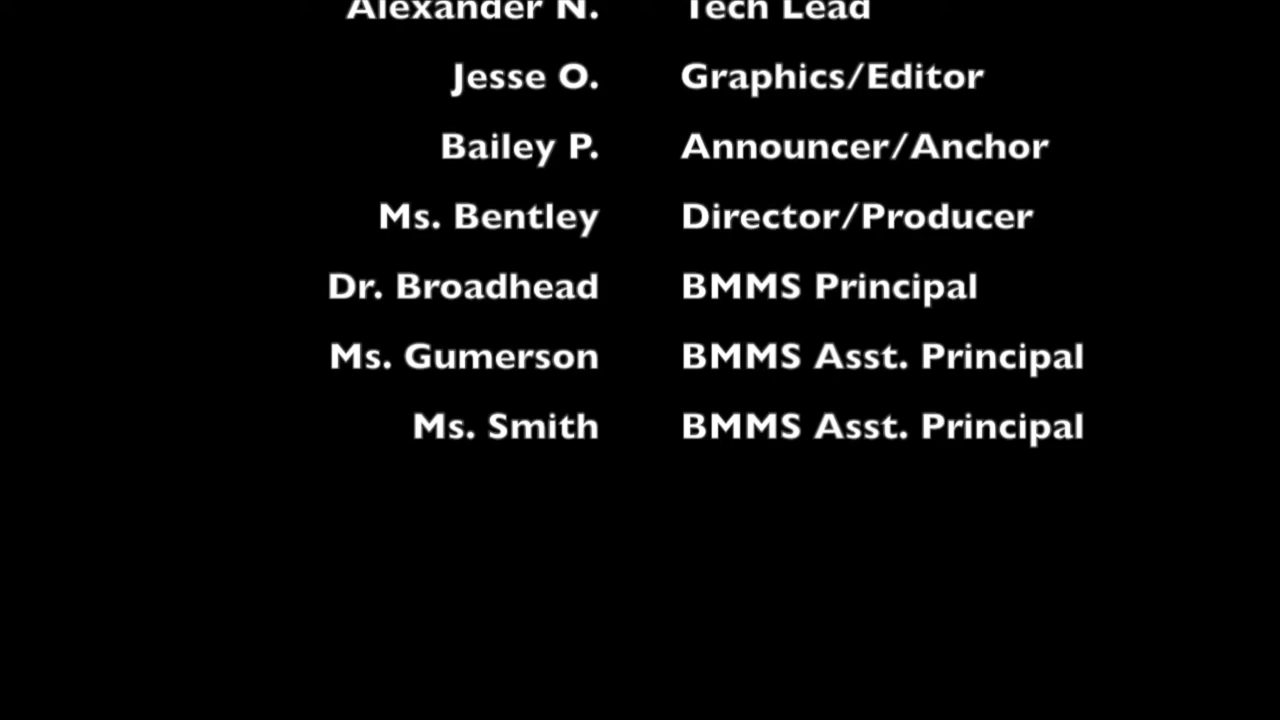 Alexander N. Tech Lead
Jesse O. Graphics/Editor
Bailey P. Announcer/Anchor
Ms. Bentley Director/Producer
Dr. Broadhead BMMS Principal
Ms. Gumerson BMMS Asst. Principal
Ms. Smith BMMS Asst. Principal